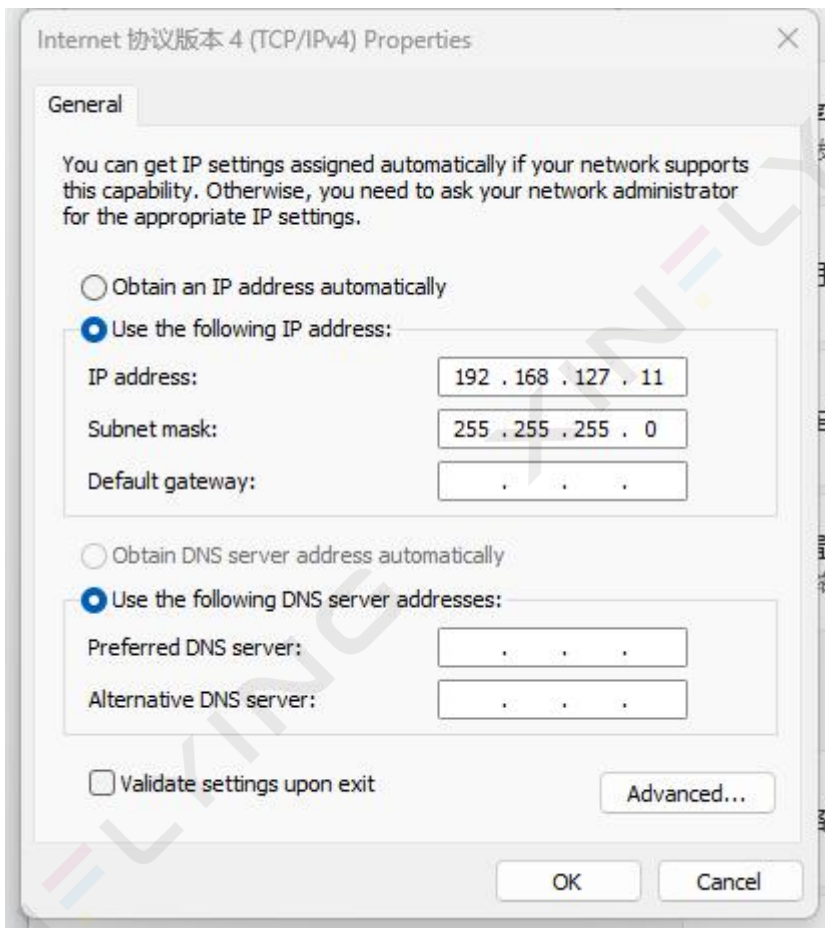 Internet 协议版本 4 (TCP/IPv4) Properties
General
You can get IP settings assigned automatically if your network supports
this capability. Otherwise, you need to ask your network administrator
for the appropriate IP settings.
Obtain an IP address automatically
Use the following IP address:
IP address: 192 . 168 . 127 . 11
Subnet mask: 255 . 255 . 255 . 0
Default gateway: . . .
Obtain DNS server address automatically
Use the following DNS server addresses:
Preferred DNS server: . . .
Alternative DNS server: . . .
Validate settings upon exit
Advanced...
OK
Cancel
XINFLYING